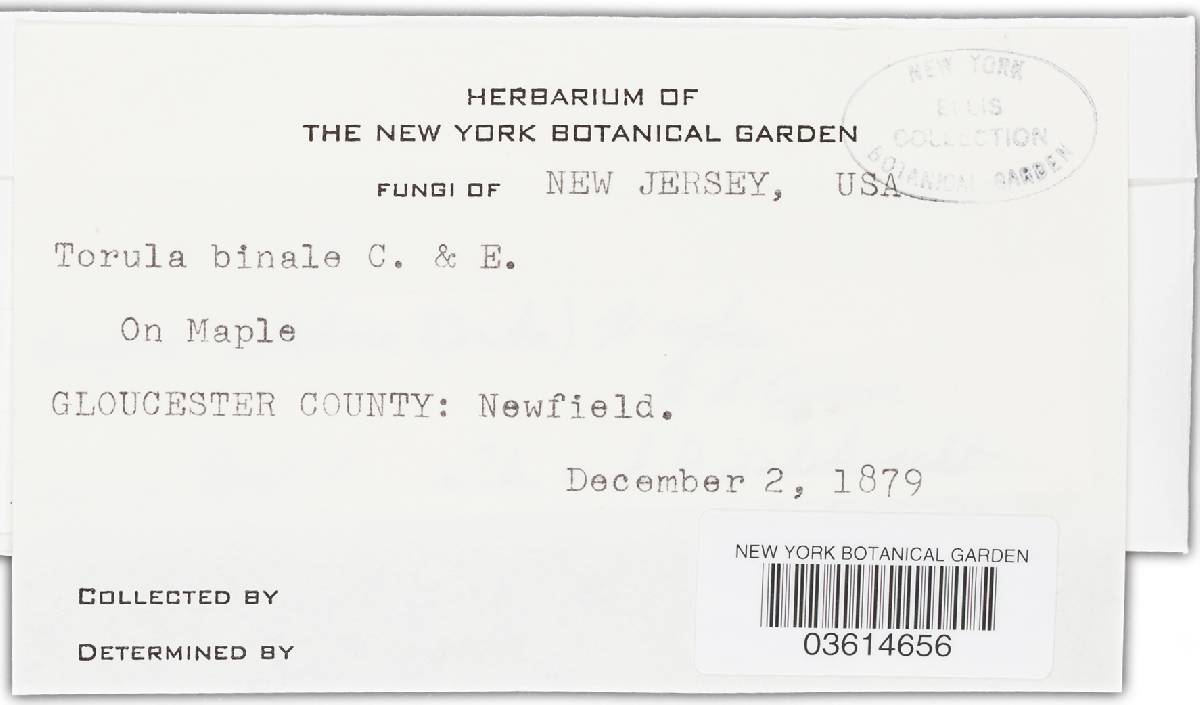 HERBARIUM OF
THE NEW YORK BOTANICAL GARDEN
FUNGI OF NEW JERSEY, USA
NEW YORK
ELLIS
COLLECTION
BOTANICAL GARDEN
Torula binale C. & E.
On Maple
GLOUCESTER COUNTY: Newfield.
December 2, 1879
NEW YORK BOTANICAL GARDEN
03614656
COLLECTED BY
DETERMINED BY